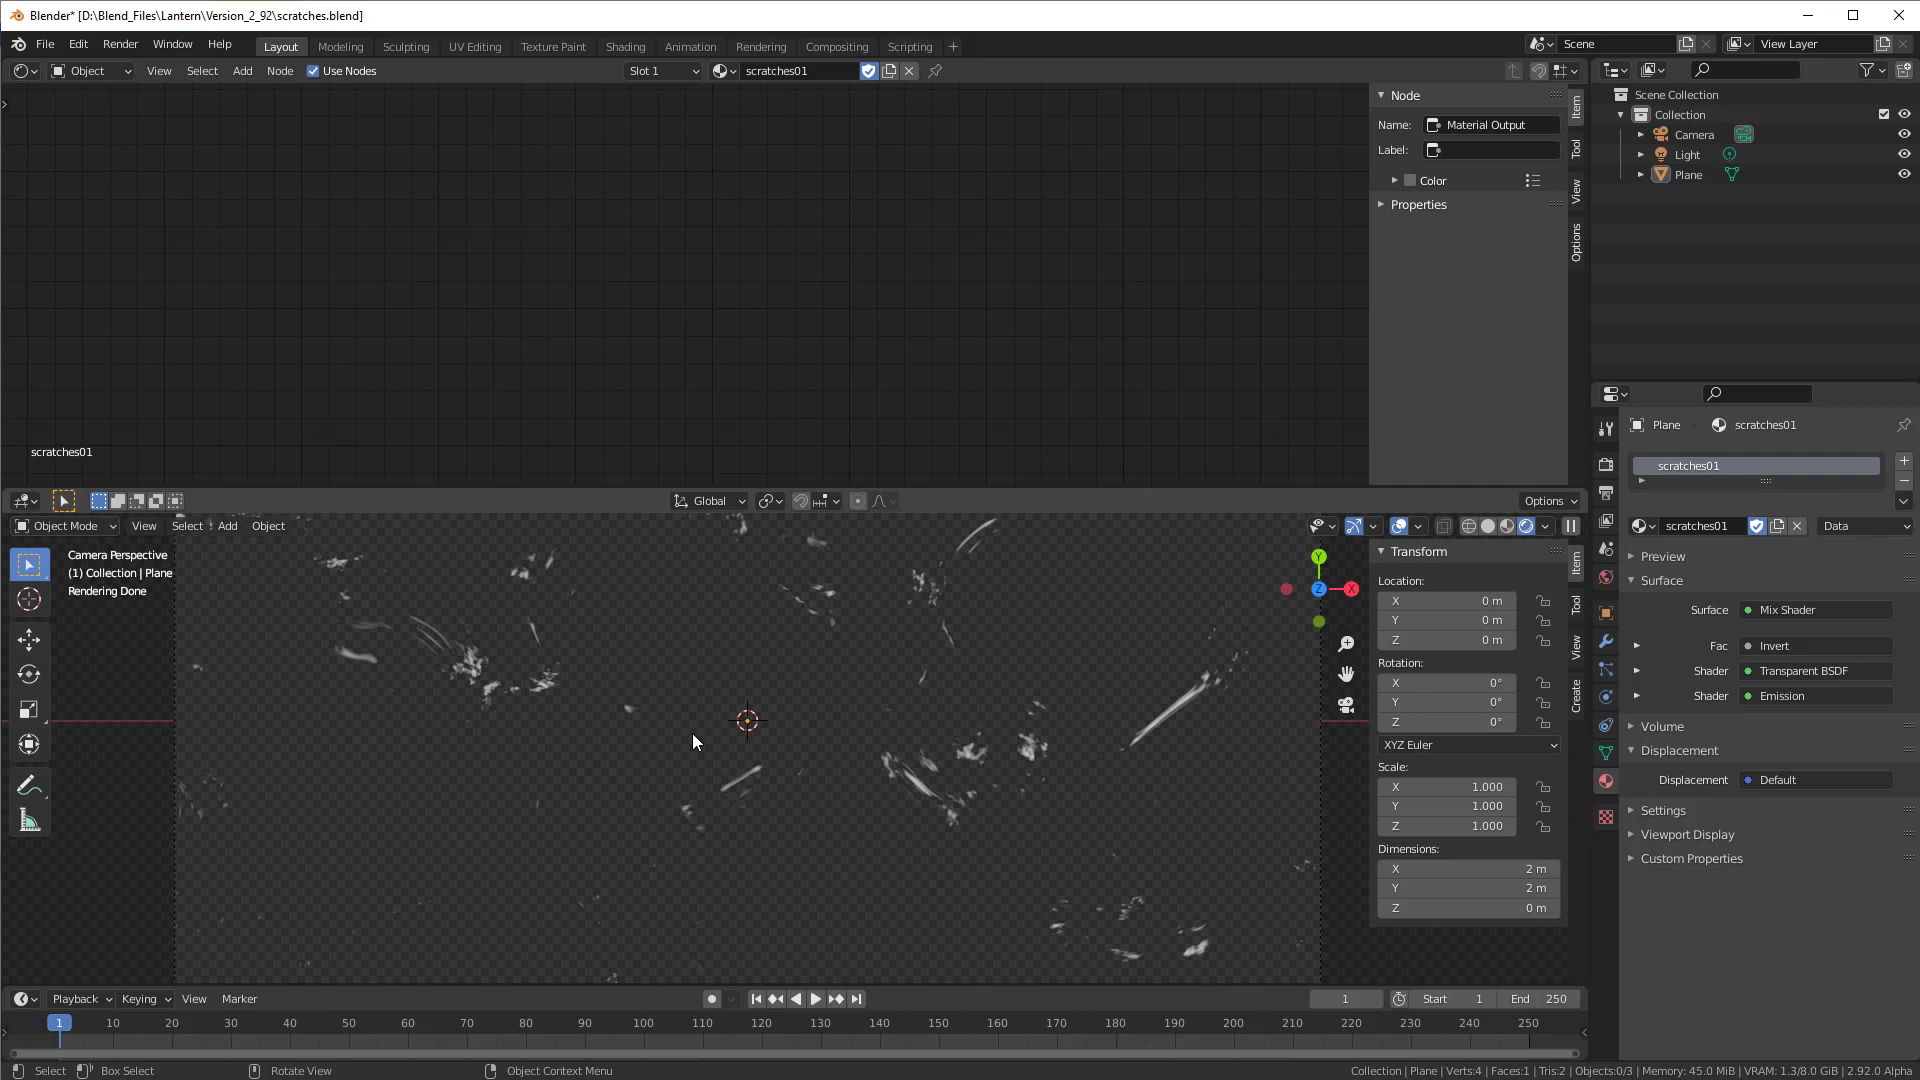 Blender* [D:\Blend_Files\Lantern\Version_2_92\scratches.blend]
File Edit Render Window Help Layout Modeling Sculpting UV Editing Texture Paint Shading Animation Rendering Compositing Scripting + Scene View Layer
Object View Select Add Node Use Nodes Slot 1 scratches01
Node
Name: Material Output
Label:
Color
Properties
Item
Tool
View
Options
scratches01
Scene Collection
Collection
Camera
Light
Plane
Global Options
Object Mode View Select Add Object
Camera Perspective
(1) Collection | Plane
Rendering Done
Y
Z X
Transform
Location:
X 0 m
Y 0 m
Z 0 m
Rotation:
X 0°
Y 0°
Z 0°
XYZ Euler
Scale:
X 1.000
Y 1.000
Z 1.000
Dimensions:
X 2 m
Y 2 m
Z 0 m
Item
Tool
View
Create
Plane scratches01
scratches01
scratches01 Data
Preview
Surface
Surface Mix Shader
Fac Invert
Shader Transparent BSDF
Shader Emission
Volume
Displacement
Displacement Default
Settings
Viewport Display
Custom Properties
Playback Keying View Marker 1 Start 1 End 250
1 10 20 30 40 50 60 70 80 90 100 110 120 130 140 150 160 170 180 190 200 210 220 230 240 250
Select Box Select Rotate View Object Context Menu Collection | Plane | Verts:4 | Faces:1 | Tris:2 | Objects:0/3 | Memory: 45.0 MiB | VRAM: 1.3/8.0 GiB | 2.92.0 Alpha